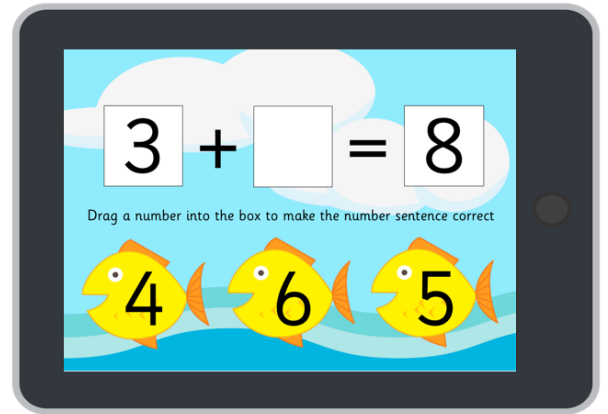 3 + = 8
Drag a number into the box to make the number sentence correct
4 6 5